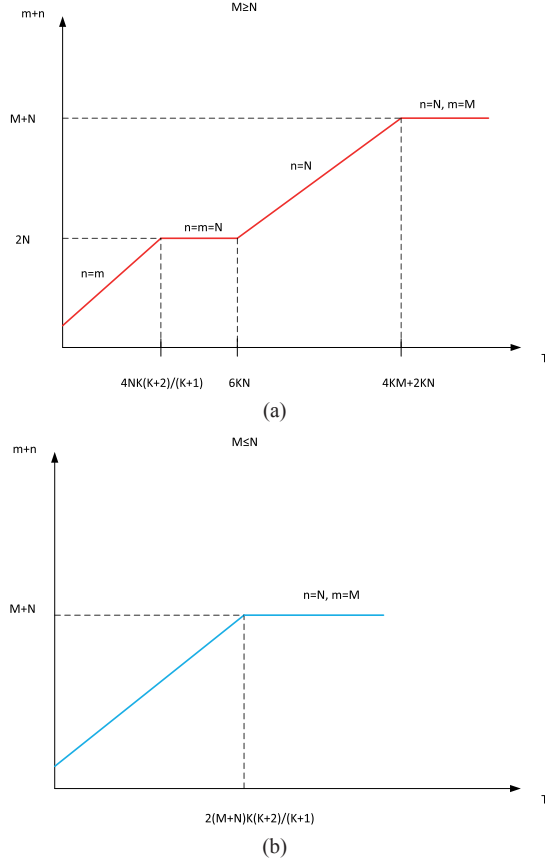 m+n
M≥N
M+N
n=N, m=M
n=N
2N
n=m=N
n=m
T
4NK(K+2)/(K+1)
6KN
4KM+2KN
(a)
m+n
M≤N
M+N
n=N, m=M
T
2(M+N)K(K+2)/(K+1)
(b)